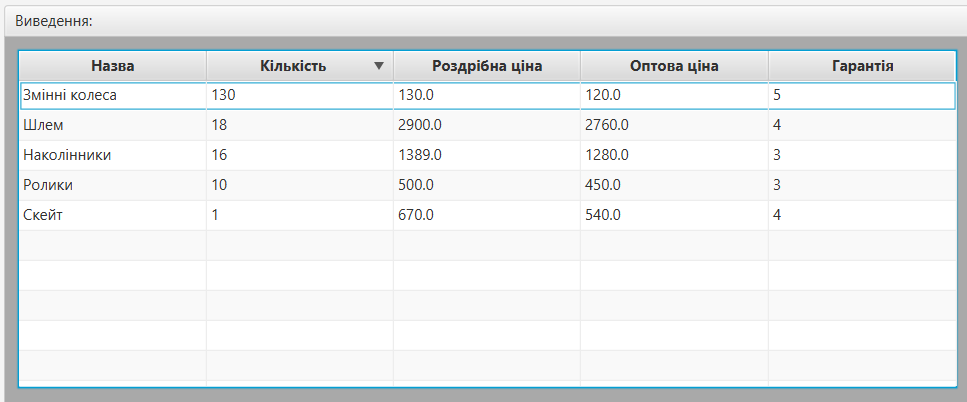 Виведення:
Назва Кількість Роздрібна ціна Оптова ціна Гарантія
Змінні колеса 130 130.0 120.0 5
Шлем 18 2900.0 2760.0 4
Наколінники 16 1389.0 1280.0 3
Ролики 10 500.0 450.0 3
Скейт 1 670.0 540.0 4